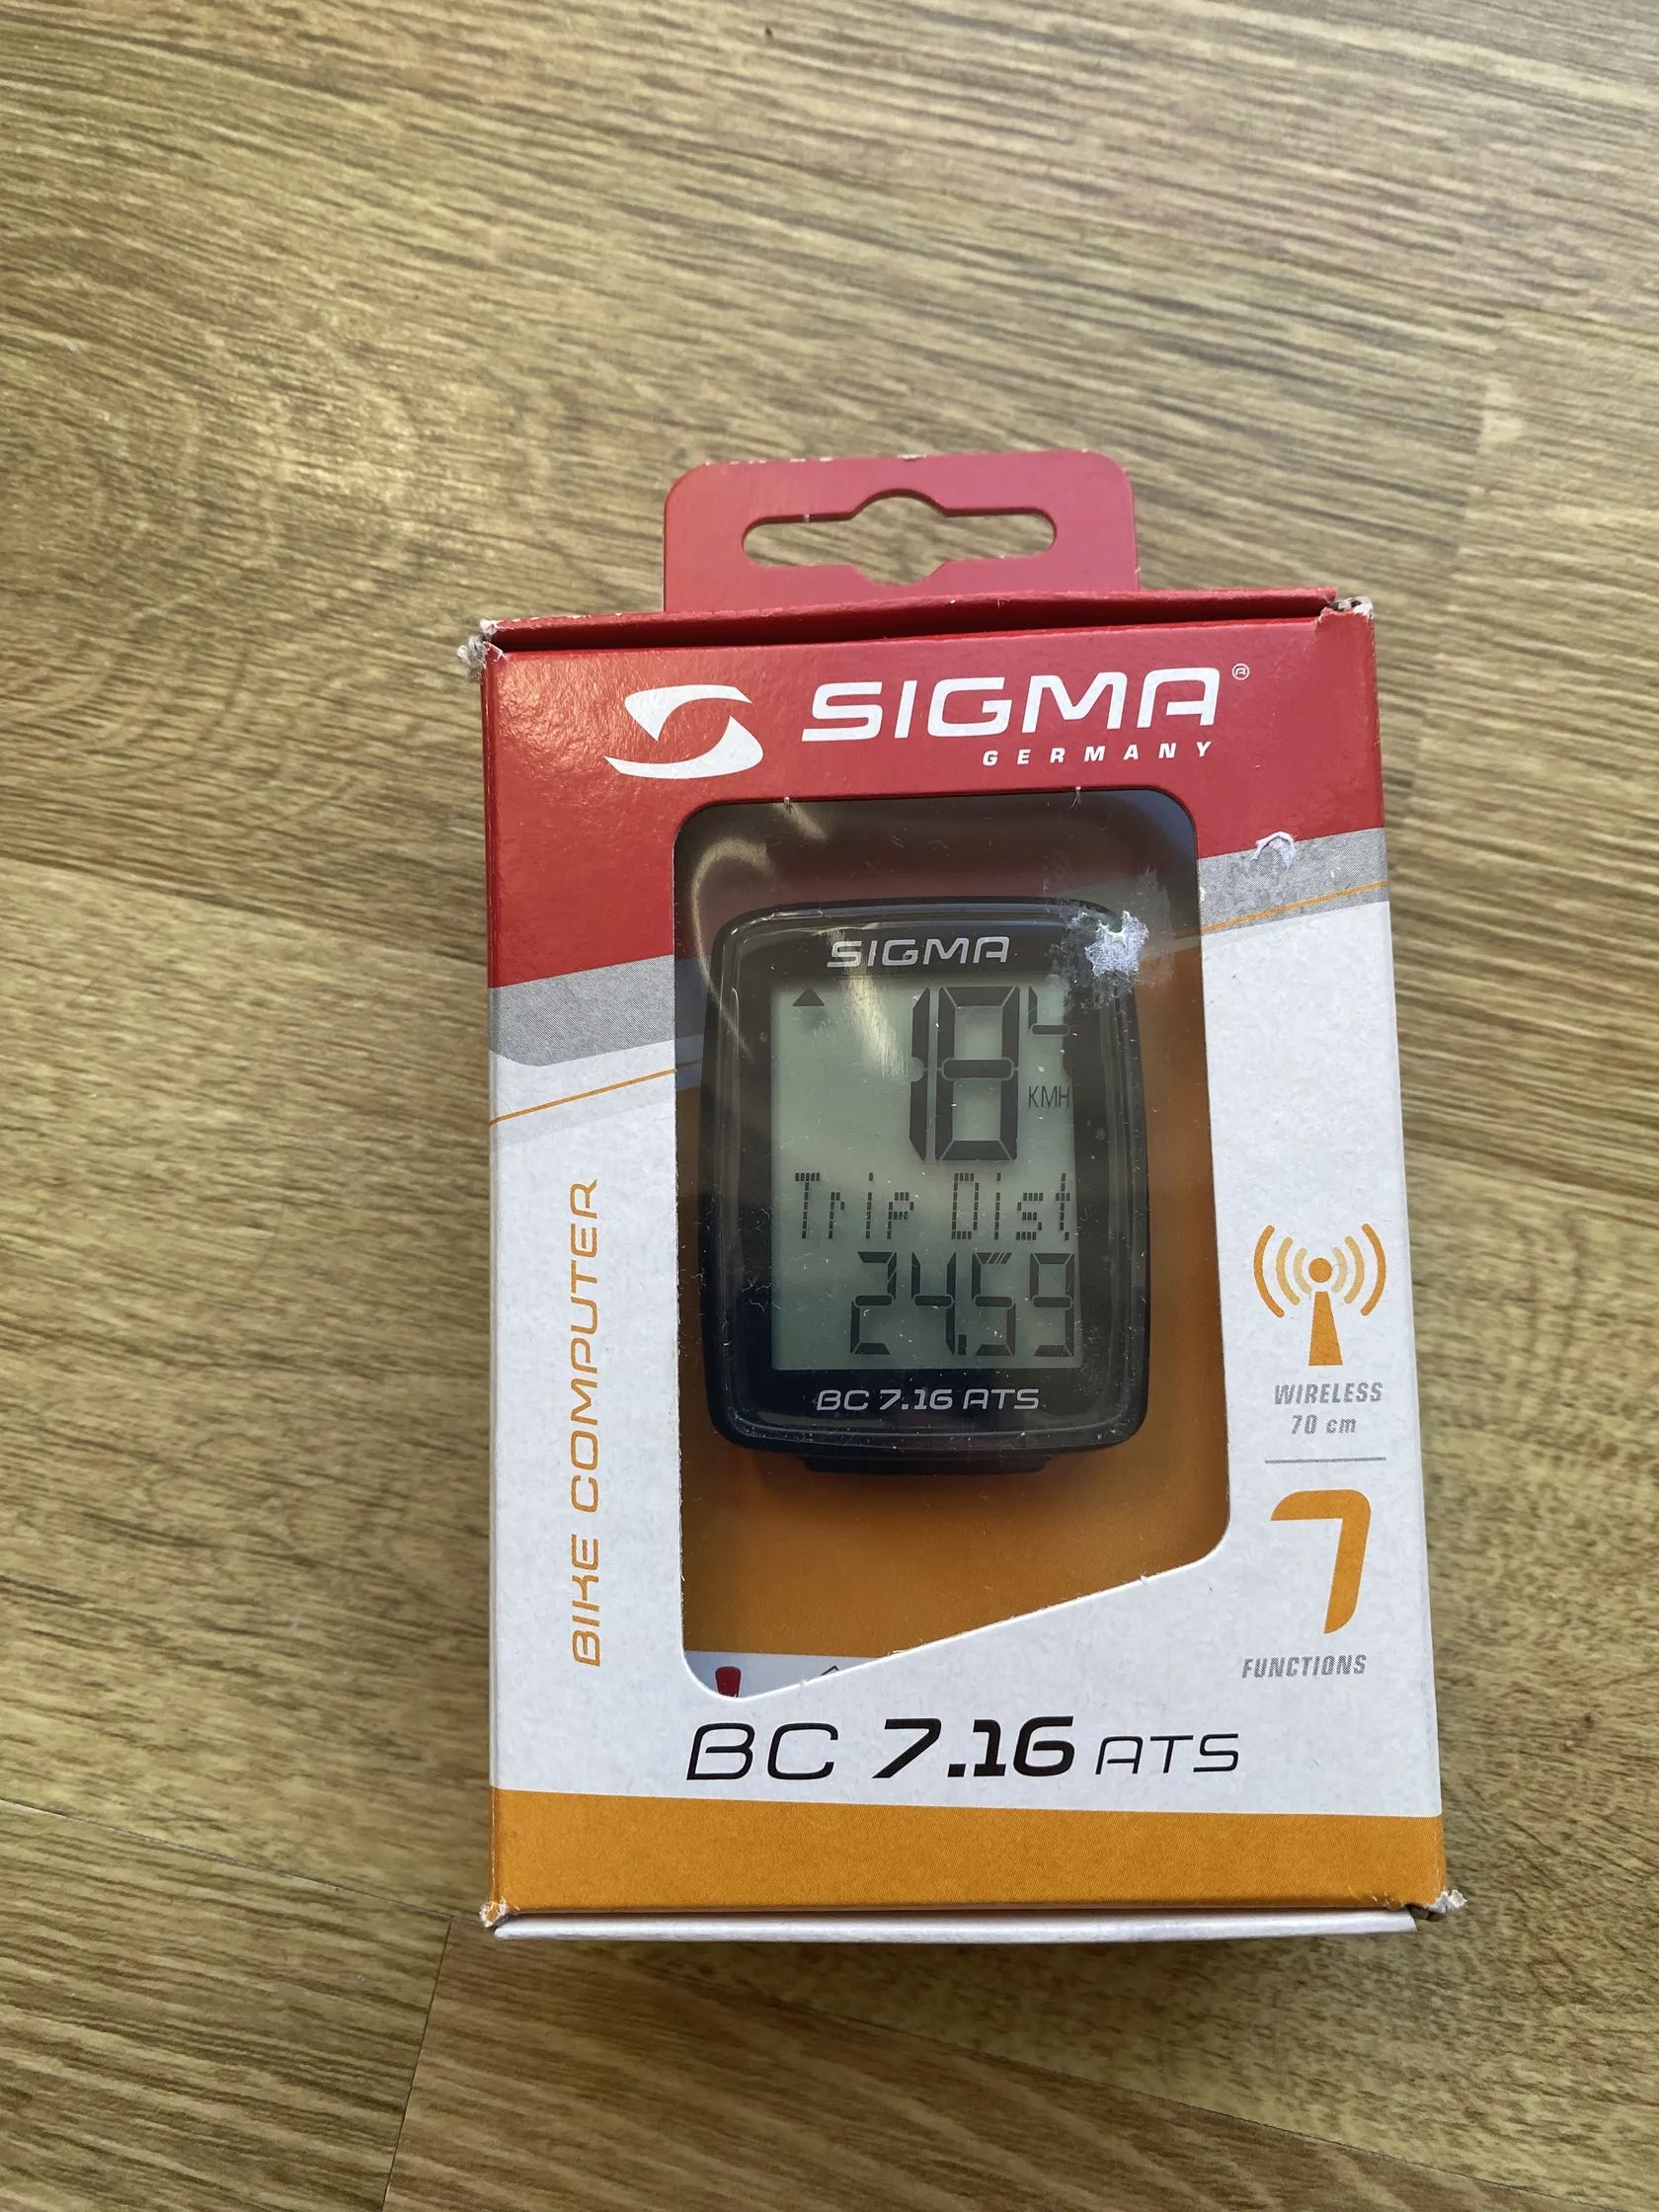 SIGMA®
GERMANY
SIGMA
18.4
KMH
Trip Dist
24.59
BC 7.16 ATS
BIKE COMPUTER
WIRELESS
70 cm
7
FUNCTIONS
BC 7.16 ATS